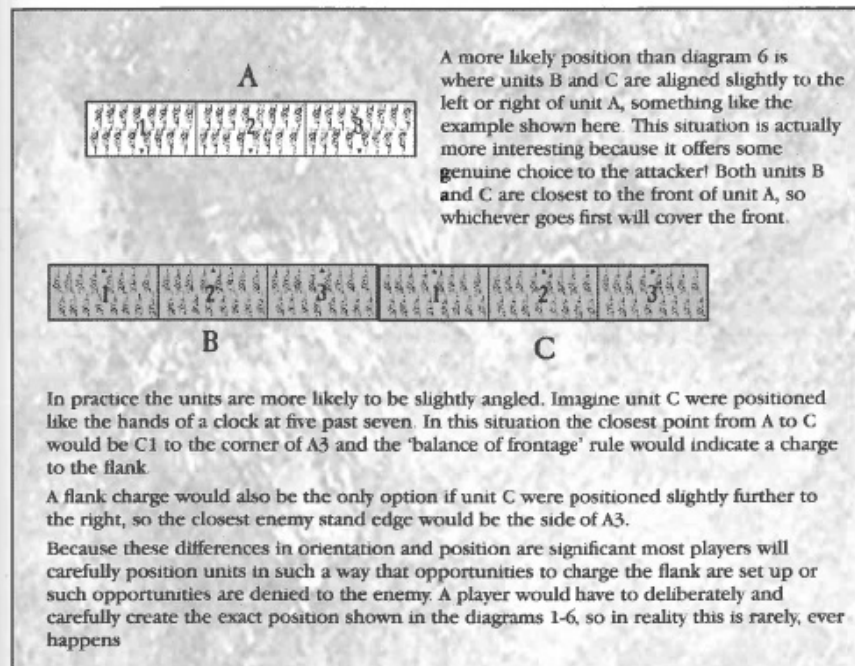 A
1 2 3
A more likely position than diagram 6 is
where units B and C are aligned slightly to the
left or right of unit A, something like the
example shown here. This situation is actually
more interesting because it offers some
genuine choice to the attacker! Both units B
and C are closest to the front of unit A, so
whichever goes first will cover the front.
1 2 3 1 2 3
B C
In practice the units are more likely to be slightly angled. Imagine unit C were positioned
like the hands of a clock at five past seven. In this situation the closest point from A to C
would be C1 to the corner of A3 and the ‘balance of frontage’ rule would indicate a charge
to the flank
A flank charge would also be the only option if unit C were positioned slightly further to
the right, so the closest enemy stand edge would be the side of A3.
Because these differences in orientation and position are significant most players will
carefully position units in such a way that opportunities to charge the flank are set up or
such opportunities are denied to the enemy. A player would have to deliberately and
carefully create the exact position shown in the diagrams 1-6, so in reality this is rarely, ever
happens